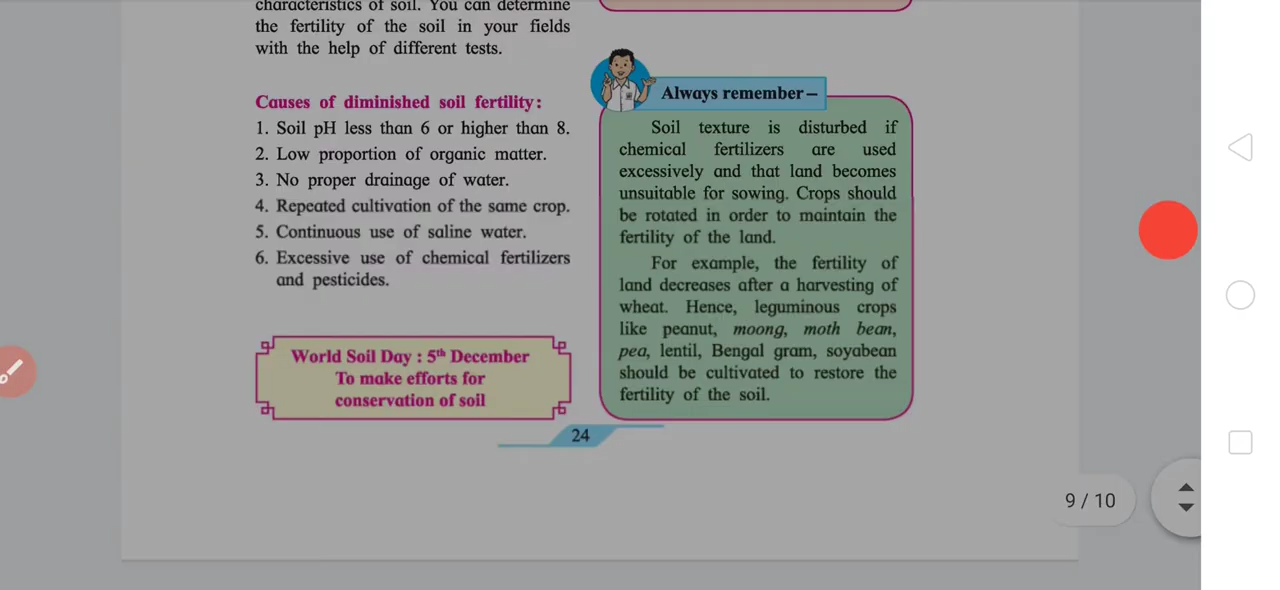 characteristics of soil. You can determine
the fertility of the soil in your fields
with the help of different tests.
Causes of diminished soil fertility:
1. Soil pH less than 6 or higher than 8.
2. Low proportion of organic matter.
3. No proper drainage of water.
4. Repeated cultivation of the same crop.
5. Continuous use of saline water.
6. Excessive use of chemical fertilizers
and pesticides.
World Soil Day : 5th December
To make efforts for
conservation of soil
Always remember –
Soil texture is disturbed if
chemical fertilizers are used
excessively and that land becomes
unsuitable for sowing. Crops should
be rotated in order to maintain the
fertility of the land.
For example, the fertility of
land decreases after a harvesting of
wheat. Hence, leguminous crops
like peanut, moong, moth bean,
pea, lentil, Bengal gram, soyabean
should be cultivated to restore the
fertility of the soil.
24
9 / 10